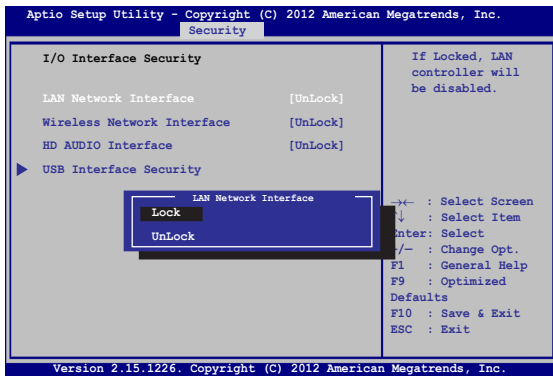 Aptio Setup Utility - Copyright (C) 2012 American Megatrends, Inc.
Security
I/O Interface Security
LAN Network Interface [UnLock]
Wireless Network Interface [UnLock]
HD AUDIO Interface [UnLock]
USB Interface Security
If Locked, LAN
controller will
be disabled.
LAN Network Interface
Lock
UnLock
→← : Select Screen
↑↓ : Select Item
Enter: Select
+/— : Change Opt.
F1 : General Help
F9 : Optimized
Defaults
F10 : Save & Exit
ESC : Exit
Version 2.15.1226. Copyright (C) 2012 American Megatrends, Inc.